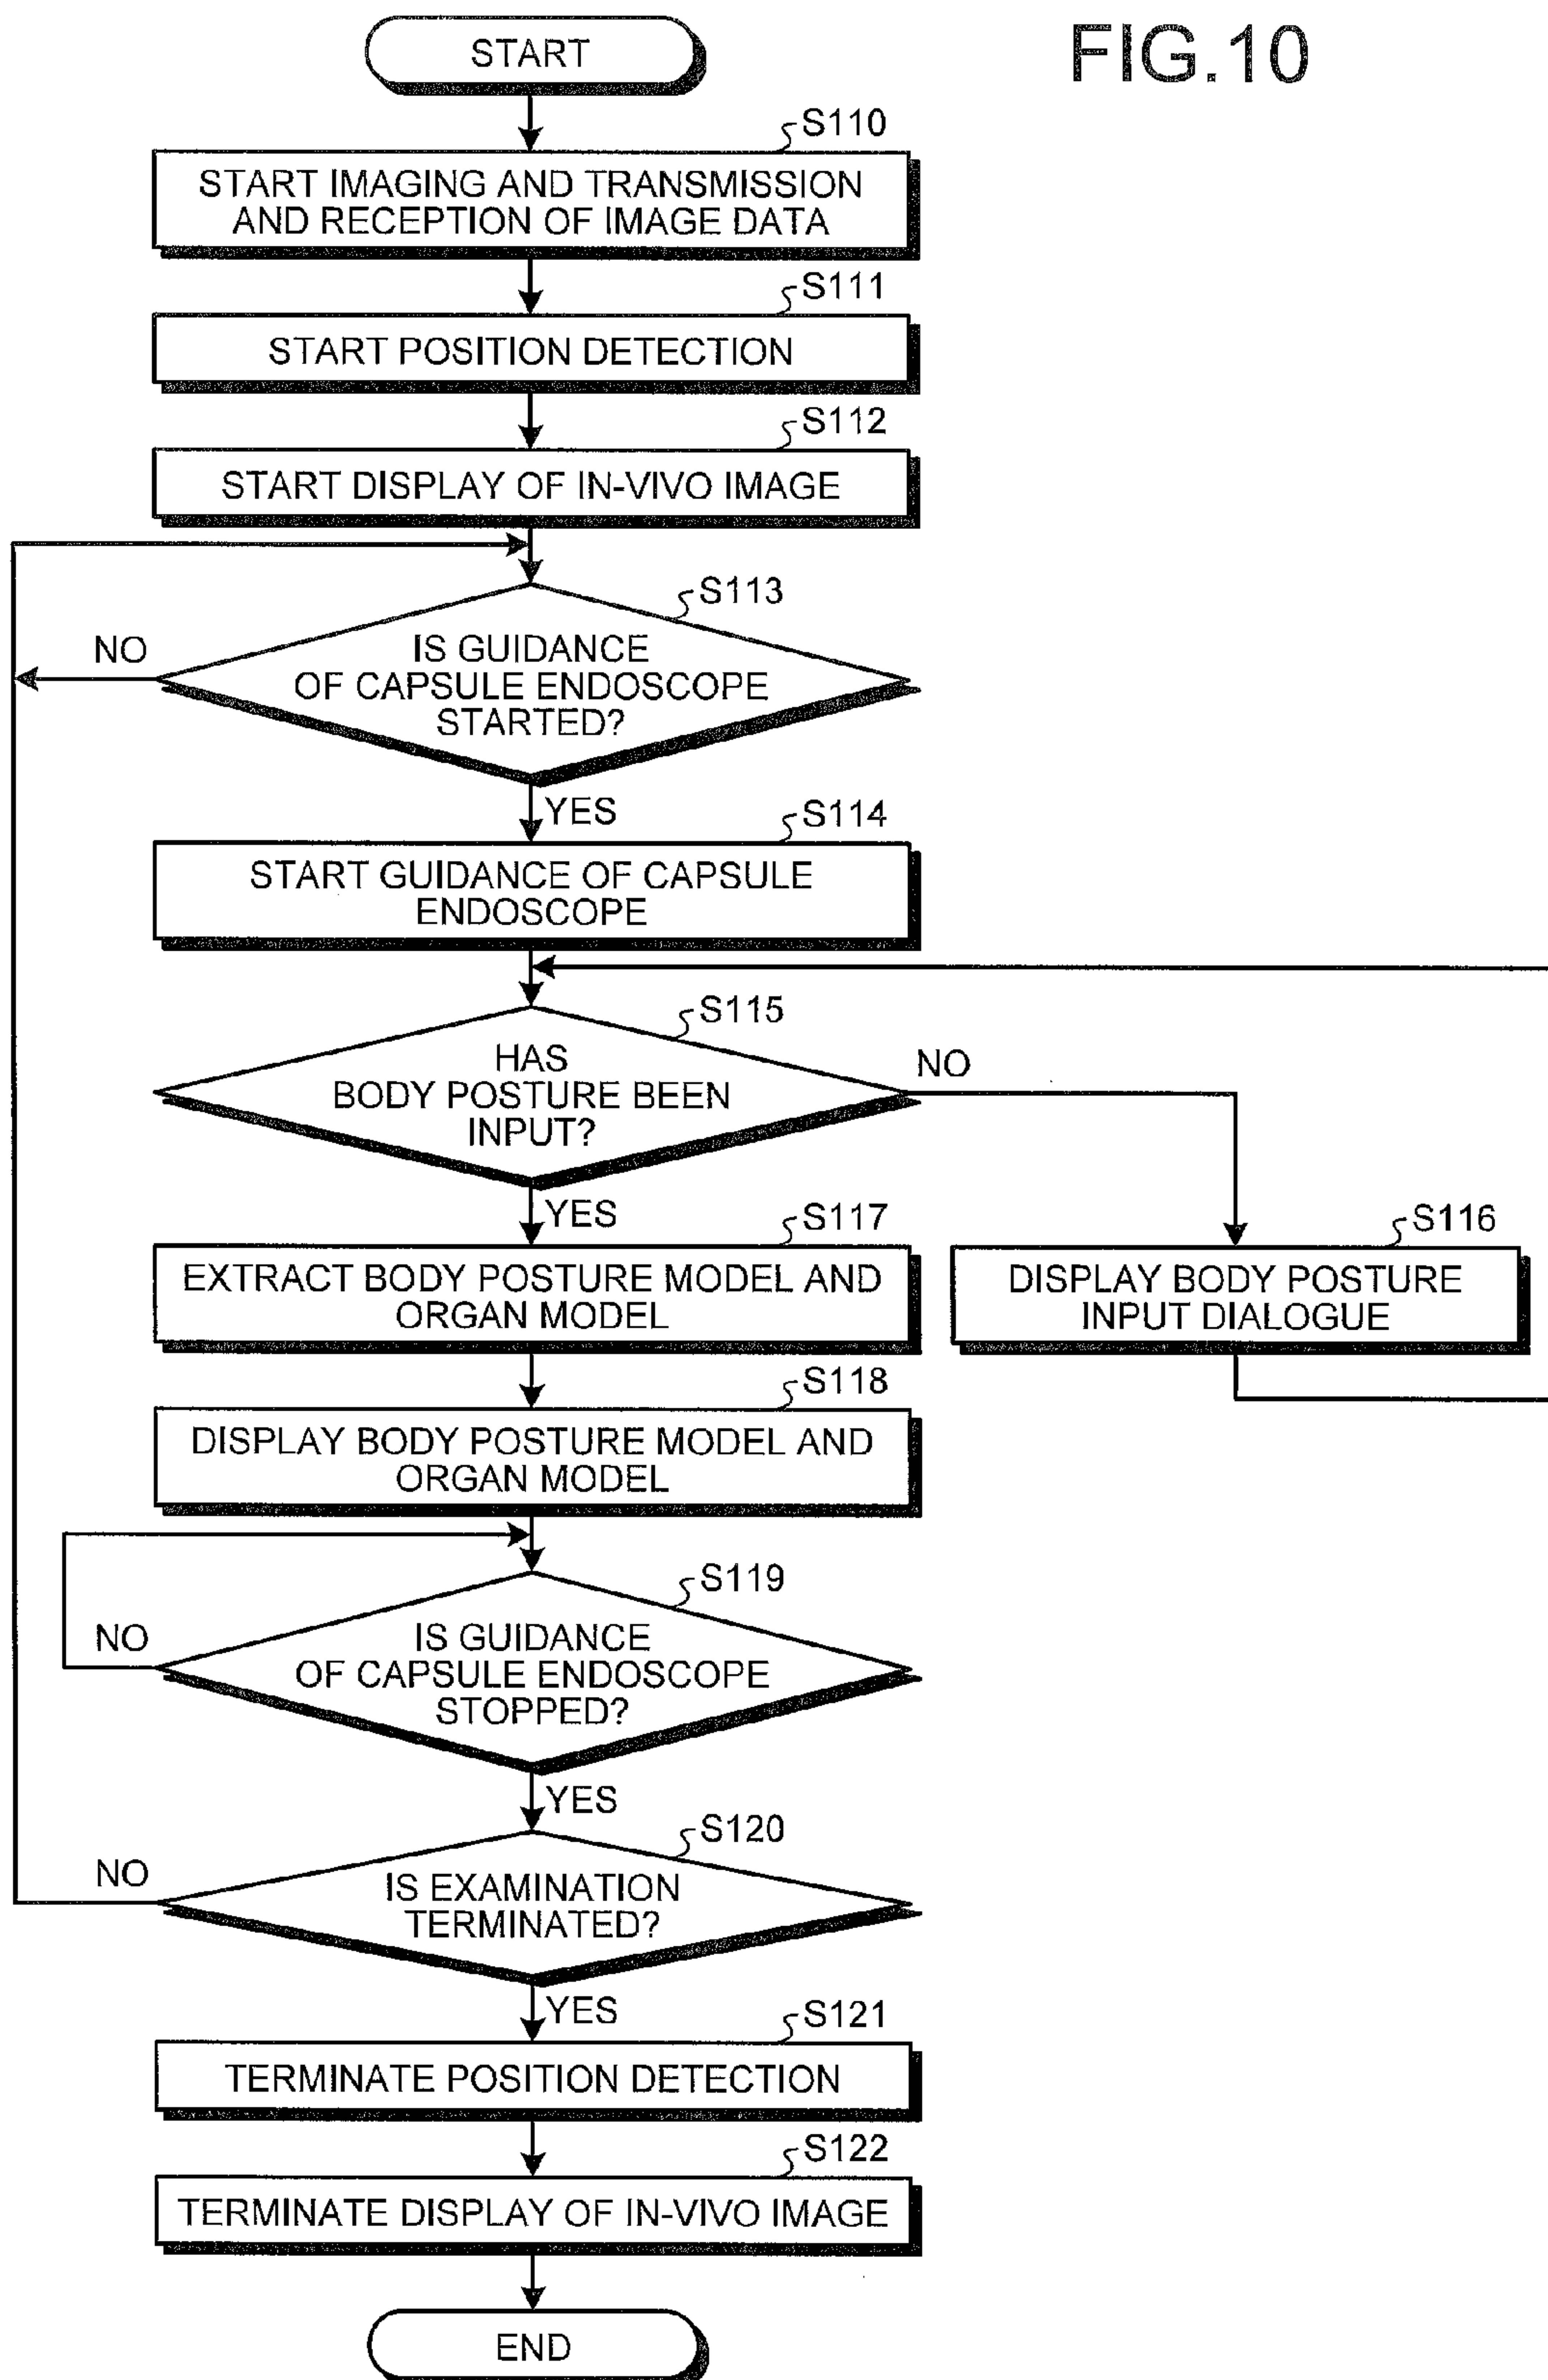 FIG.10
START
S110
START IMAGING AND TRANSMISSION
AND RECEPTION OF IMAGE DATA
S111
START POSITION DETECTION
S112
START DISPLAY OF IN-VIVO IMAGE
S113
NO
IS GUIDANCE
OF CAPSULE ENDOSCOPE
STARTED?
YES
S114
START GUIDANCE OF CAPSULE
ENDOSCOPE
S115
HAS
BODY POSTURE BEEN
INPUT?
NO
YES
S117
EXTRACT BODY POSTURE MODEL AND
ORGAN MODEL
S116
DISPLAY BODY POSTURE
INPUT DIALOGUE
S118
DISPLAY BODY POSTURE MODEL AND
ORGAN MODEL
S119
NO
IS GUIDANCE
OF CAPSULE ENDOSCOPE
STOPPED?
YES
S120
NO
IS EXAMINATION
TERMINATED?
YES
S121
TERMINATE POSITION DETECTION
S122
TERMINATE DISPLAY OF IN-VIVO IMAGE
END